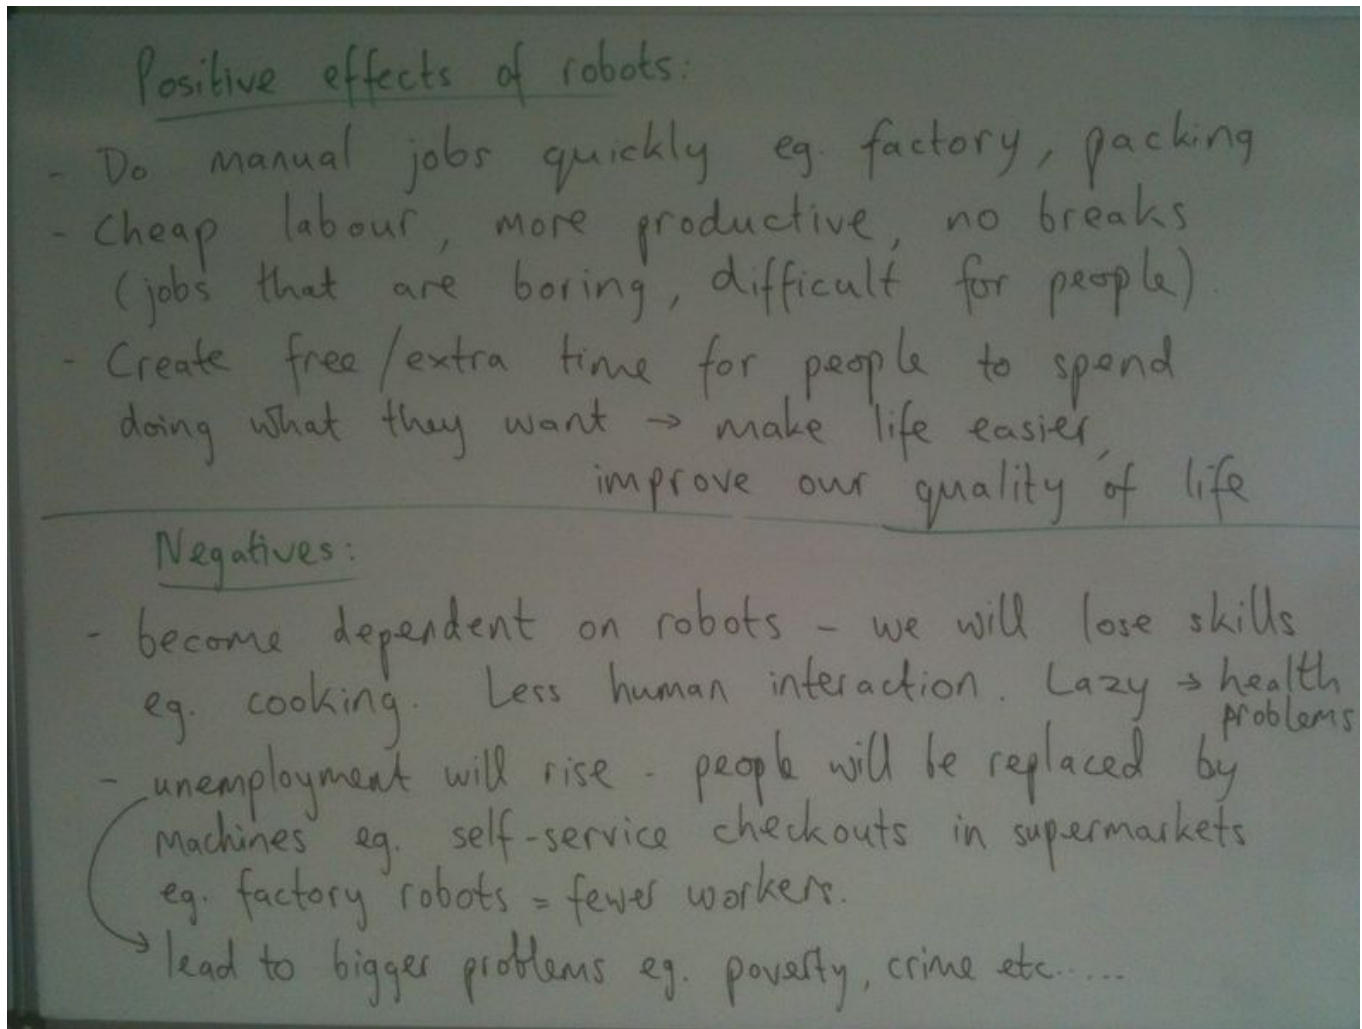 Positive effects of robots:
- Do manual jobs quickly eg. factory, packing
- Cheap labour, more productive, no breaks
(jobs that are boring, difficult for people).
- Create free/extra time for people to spend
doing what they want → make life easier,
improve our quality of life
Negatives:
- become dependent on robots - we will lose skills
eg. cooking. Less human interaction. Lazy → health
problems
- unemployment will rise - people will be replaced by
machines eg. self-service checkouts in supermarkets
eg. factory robots = fewer workers.
→ lead to bigger problems eg. poverty, crime etc.....